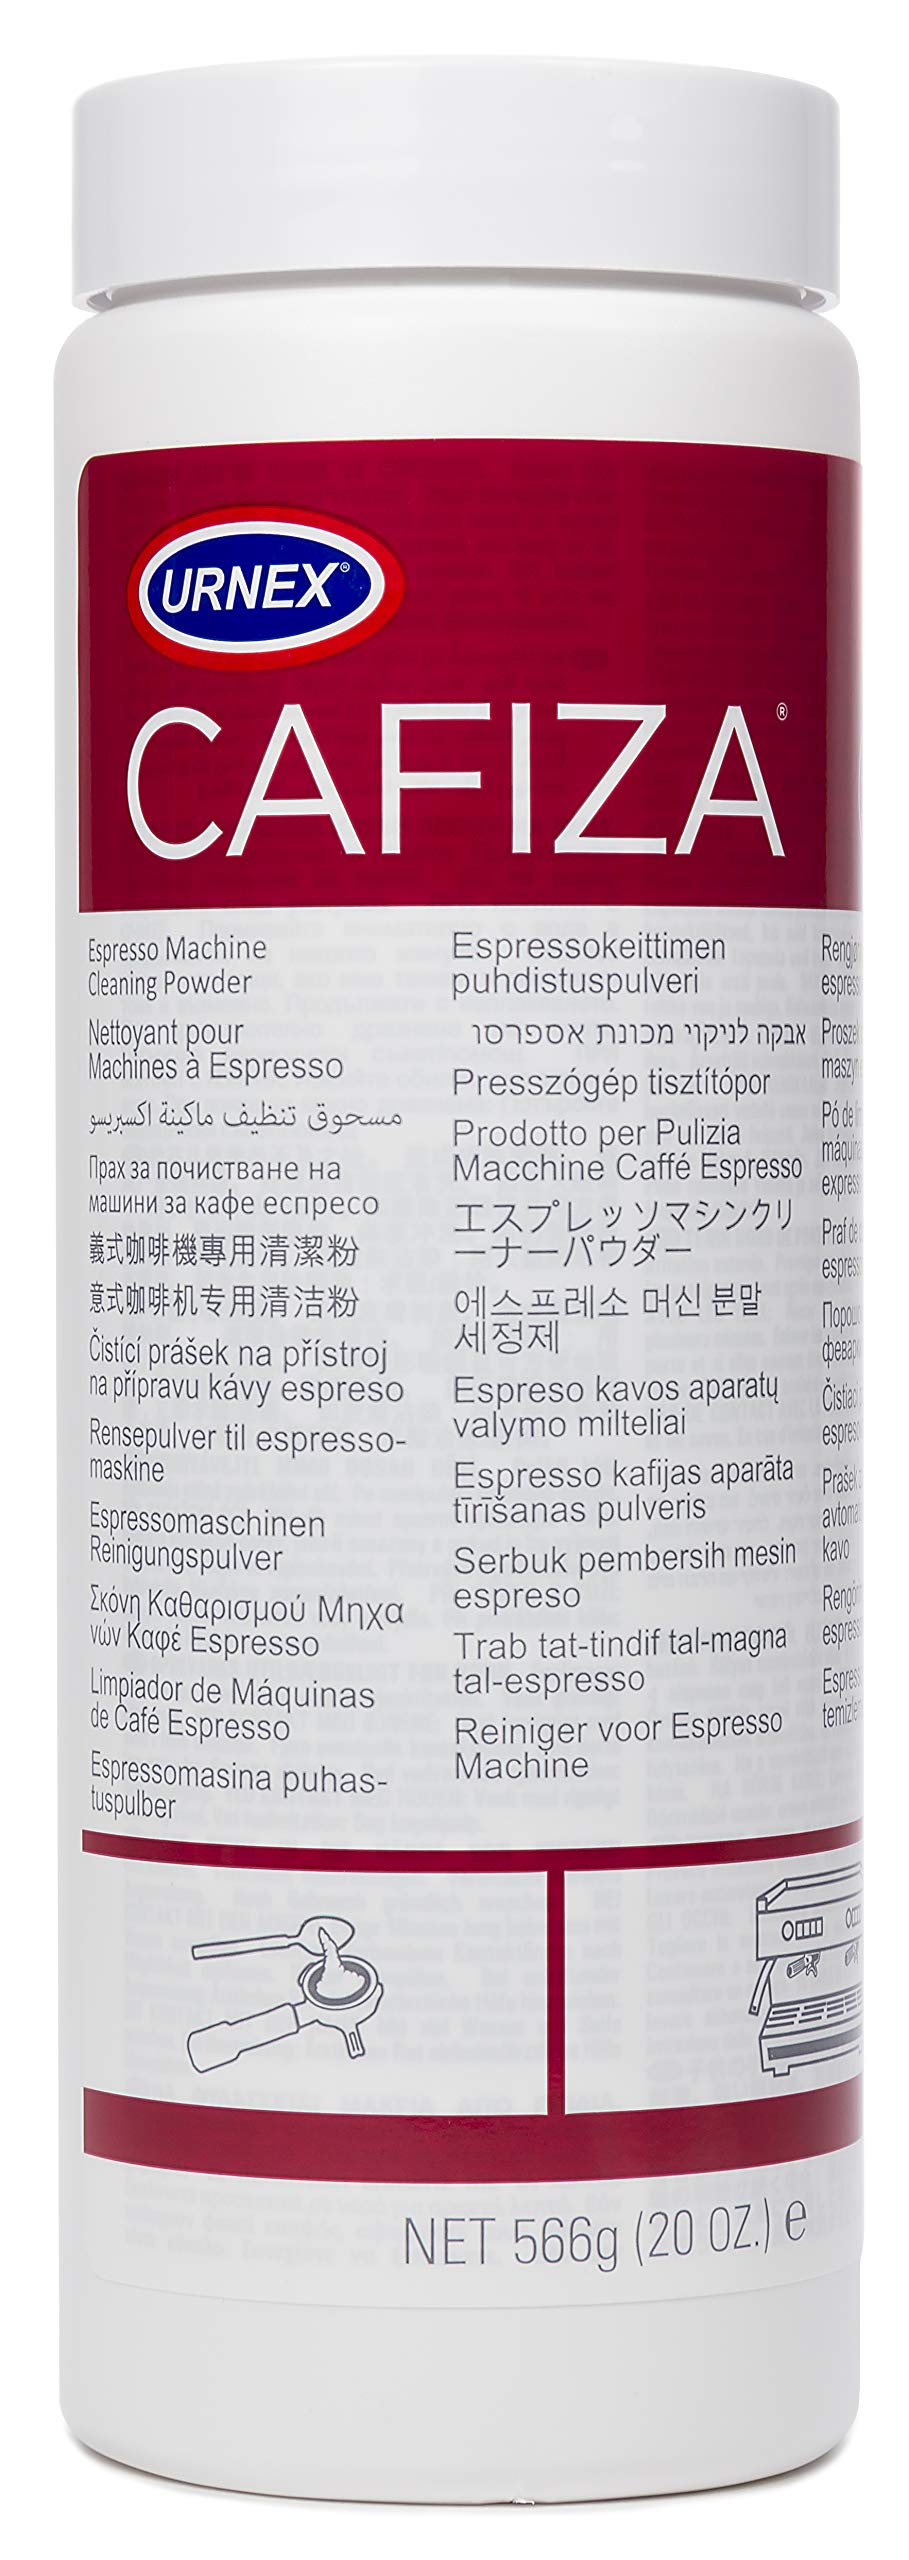 URNEX®
CAFIZA®
Espresso Machine
Cleaning Powder
Nettoyant pour
Machines à Espresso
مسحوق تنظيف ماكينة اكسبريسو
Прах за почистване на
машини за кафе еспресо
義式咖啡機專用清潔粉
意式咖啡机专用清洁粉
Čistící prášek na přístroj
na přípravu kávy espreso
Rensepulver til espresso-
maskine
Espressomaschinen
Reinigungspulver
Σκόνη Καθαρισμού Μηχα
νών Καφέ Espresso
Limpiador de Máquinas
de Café Espresso
Espressomasina puhas-
tuspulber
Espressokeittimen
puhdistuspulveri
אבקה לניקוי מכונת אספרסו
Presszógép tisztítópor
Prodotto per Pulizia
Macchine Caffé Espresso
エスプレッソマシンクリ
ーナーパウダー
에스프레소 머신 분말
세정제
Espreso kavos aparatų
valymo milteliai
Espresso kafijas aparāta
tīrīšanas pulveris
Serbuk pembersih mesin
espreso
Trab tat-tindif tal-magna
tal-espresso
Reiniger voor Espresso
Machine
Pó de
kavo
NET 566g (20 OZ.) e